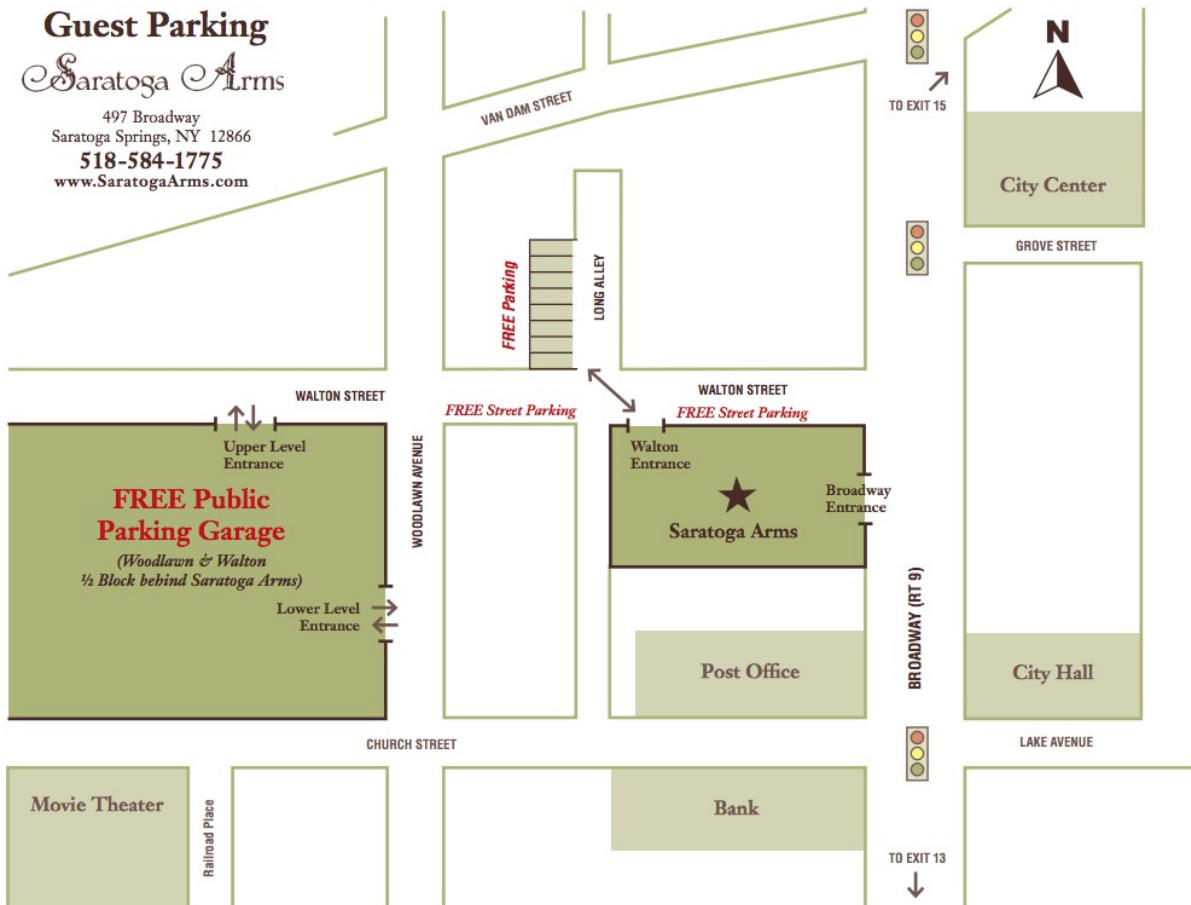 Guest Parking
Saratoga Arms
497 Broadway
Saratoga Springs, NY 12866
518-584-1775
www.SaratogaArms.com
VAN DAM STREET
TO EXIT 15
N
City Center
GROVE STREET
FREE Parking
LONG ALLEY
WALTON STREET
WALTON STREET
FREE Street Parking
FREE Street Parking
Upper Level
Entrance
FREE Public
Parking Garage
(Woodlawn & Walton
½ Block behind Saratoga Arms)
Lower Level
Entrance
WOODLAWN AVENUE
Walton
Entrance
Broadway
Entrance
Saratoga Arms
BROADWAY (RT 9)
Post Office
City Hall
CHURCH STREET
LAKE AVENUE
Movie Theater
Railroad Place
Bank
TO EXIT 13